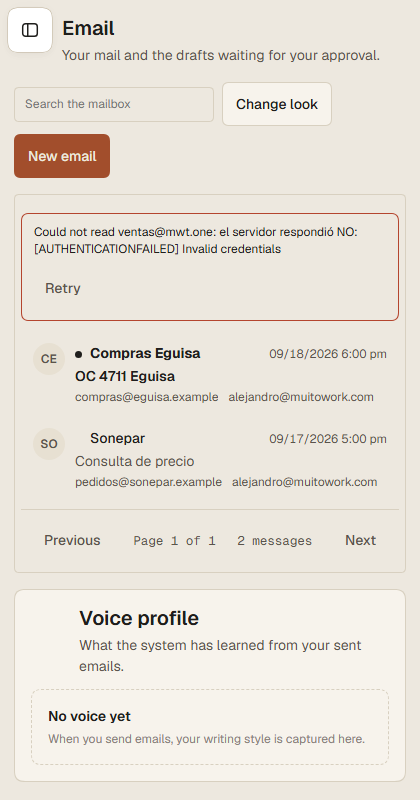 Email
Your mail and the drafts waiting for your approval.
Search the mailbox
Change look
New email
Could not read ventas@mwt.one: el servidor respondió NO:
[AUTHENTICATIONFAILED] Invalid credentials
Retry
CE
Compras Eguisa
09/18/2026 6:00 pm
OC 4711 Eguisa
compras@eguisa.example alejandro@muitowork.com
SO
Sonepar
09/17/2026 5:00 pm
Consulta de precio
pedidos@sonepar.example alejandro@muitowork.com
Previous
Page 1 of 1
2 messages
Next
Voice profile
What the system has learned from your sent
emails.
No voice yet
When you send emails, your writing style is captured here.